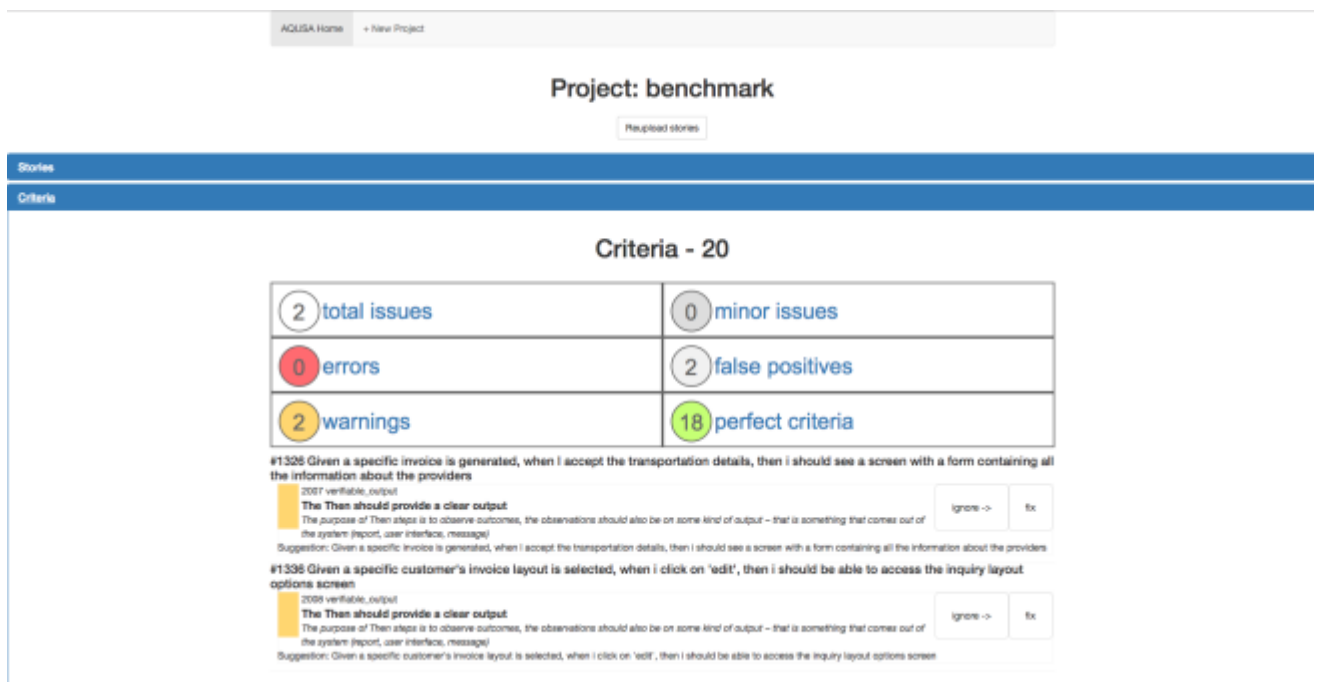 AQUSA Home + New Project
Project: benchmark
Reupload stories
Stories
Criteria
Criteria - 20
2 total issues 0 minor issues
0 errors 2 false positives
2 warnings 18 perfect criteria
#1326 Given a specific invoice is generated, when I accept the transportation details, then i should see a screen with a form containing all
the information about the providers
2007 verifiable_output
The Then should provide a clear output
The purpose of Then steps is to observe outcomes, the observations should also be on some kind of output – that is something that comes out of
the system (report, user interface, message)
ignore -> fix
Suggestion: Given a specific invoice is generated, when I accept the transportation details, then i should see a screen with a form containing all the information about the providers
#1336 Given a specific customer's invoice layout is selected, when i click on 'edit', then i should be able to access the inquiry layout
options screen
2008 verifiable_output
The Then should provide a clear output
The purpose of Then steps is to observe outcomes, the observations should also be on some kind of output – that is something that comes out of
the system (report, user interface, message)
ignore -> fix
Suggestion: Given a specific customer's invoice layout is selected, when i click on 'edit', then i should be able to access the inquiry layout options screen